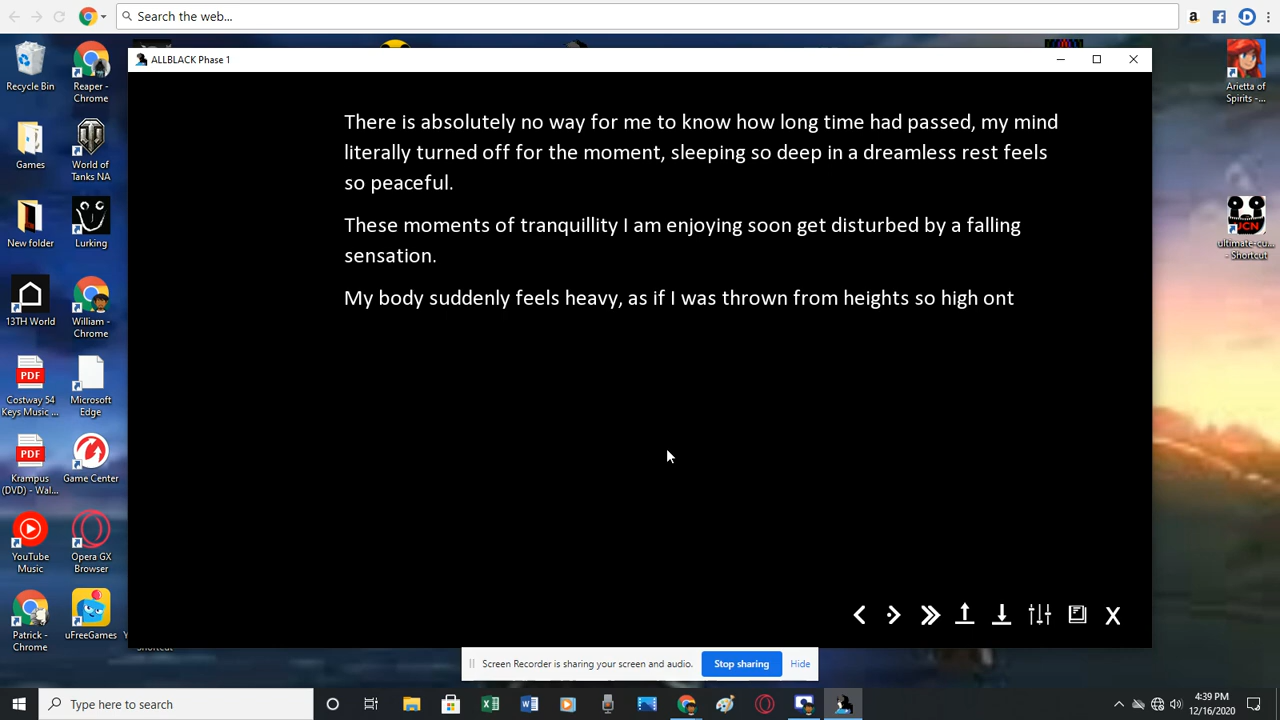 Search the web...
ALLBLACK Phase 1
There is absolutely no way for me to know how long time had passed, my mind
literally turned off for the moment, sleeping so deep in a dreamless rest feels
so peaceful.
These moments of tranquillity I am enjoying soon get disturbed by a falling
sensation.
My body suddenly feels heavy, as if I was thrown from heights so high ont
Recycle Bin
Reaper -
Chrome
Games
World of
Tanks NA
New folder
Lurking
13TH World
William -
Chrome
PDF
Costway 54
Keys Music ...
Microsoft
Edge
PDF
Krampus
(DVD) - Wal...
Game Center
YouTube
Music
Opera GX
Browser
Patrick -
Chrome
uFreeGames
Arietta of
Spirits -...
UCN
ultimate-cu...
- Shortcut
Shortcut
Screen Recorder is sharing your screen and audio.
Stop sharing
Hide
Type here to search
4:39 PM
12/16/2020